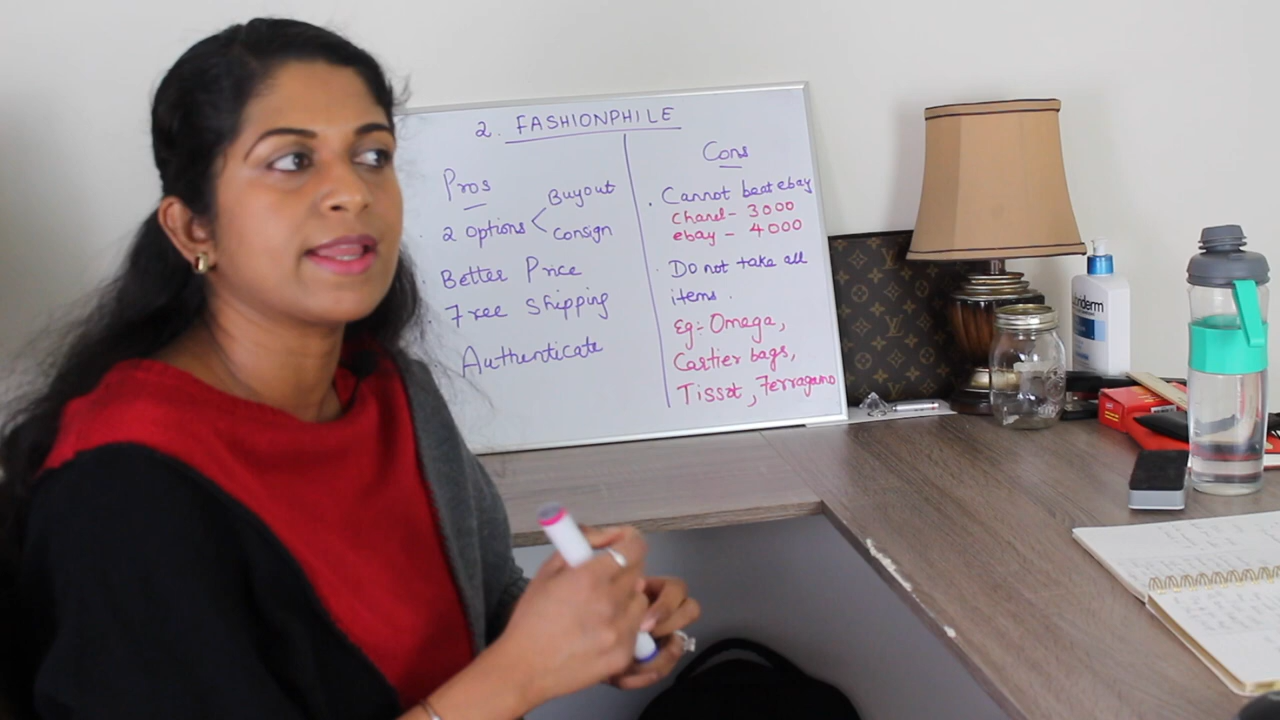 2. FASHIONPHILE
Pros
2 options < Buyout
consign
Better Price
Free Shipping
Authenticate
Cons
Cannot beat ebay
Chanel - 3000
ebay - 4000
Do not take all
items.
Eg:- Omega,
Cartier bags,
Tissot, Ferragamo
LV